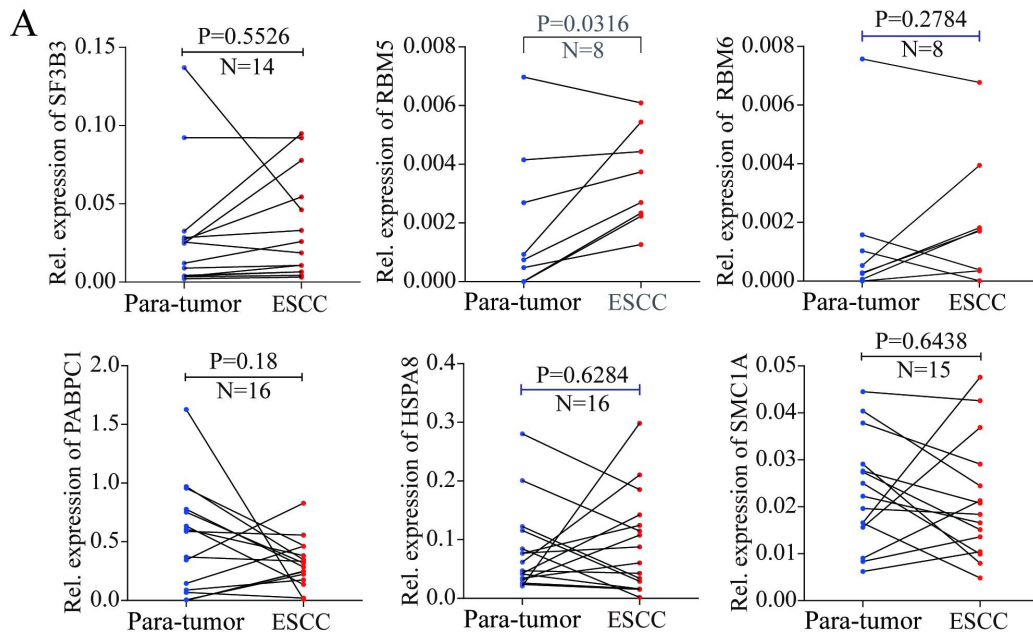 A
Rel. expression of SF3B3
0.15
0.10
0.05
0.00
P=0.5526
N=14
Para-tumor
ESCC
Rel. expression of RBM5
0.008
0.006
0.004
0.002
0.000
P=0.0316
N=8
Para-tumor
ESCC
Rel. expression of RBM6
0.008
0.006
0.004
0.002
0.000
P=0.2784
N=8
Para-tumor
ESCC
Rel. expression of PABPC1
2.0
1.5
1.0
0.5
0.0
P=0.18
N=16
Para-tumor
ESCC
Rel. expression of HSPA8
0.4
0.3
0.2
0.1
0.0
P=0.6284
N=16
Para-tumor
ESCC
Rel. expression of SMC1A
0.05
0.04
0.03
0.02
0.01
0.00
P=0.6438
N=15
Para-tumor
ESCC